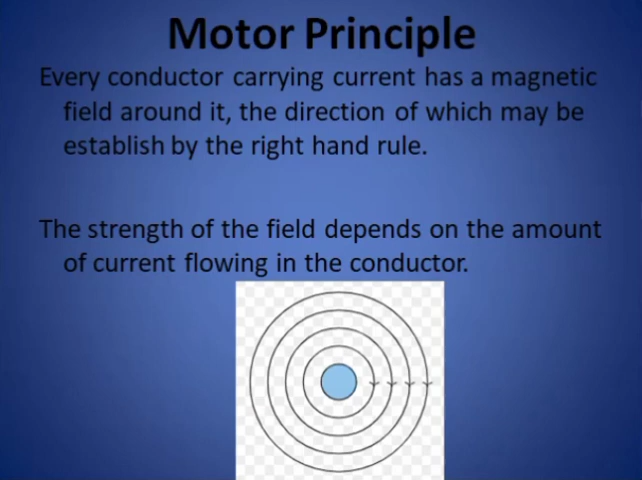 Motor Principle
Every conductor carrying current has a magnetic
field around it, the direction of which may be
establish by the right hand rule.
The strength of the field depends on the amount
of current flowing in the conductor.